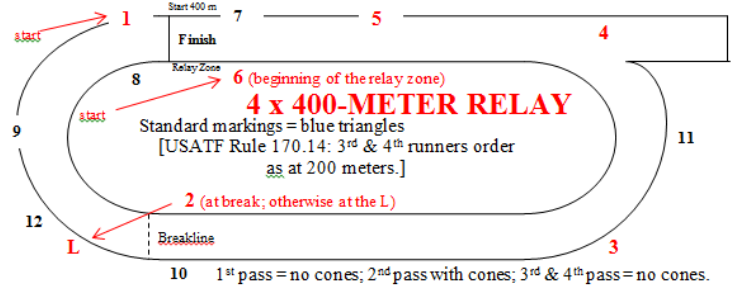 Start 400 m
1 7 5
start
4
Finish
Relay Zone
8 6 (beginning of the relay zone)
4 x 400-METER RELAY
start
Standard markings = blue triangles
9
[USATF Rule 170.14: 3rd & 4th runners order
11
as at 200 meters.]
2 (at break; otherwise at the L)
12
L
Breakline
3
10 1st pass = no cones; 2nd pass with cones; 3rd & 4th pass = no cones.